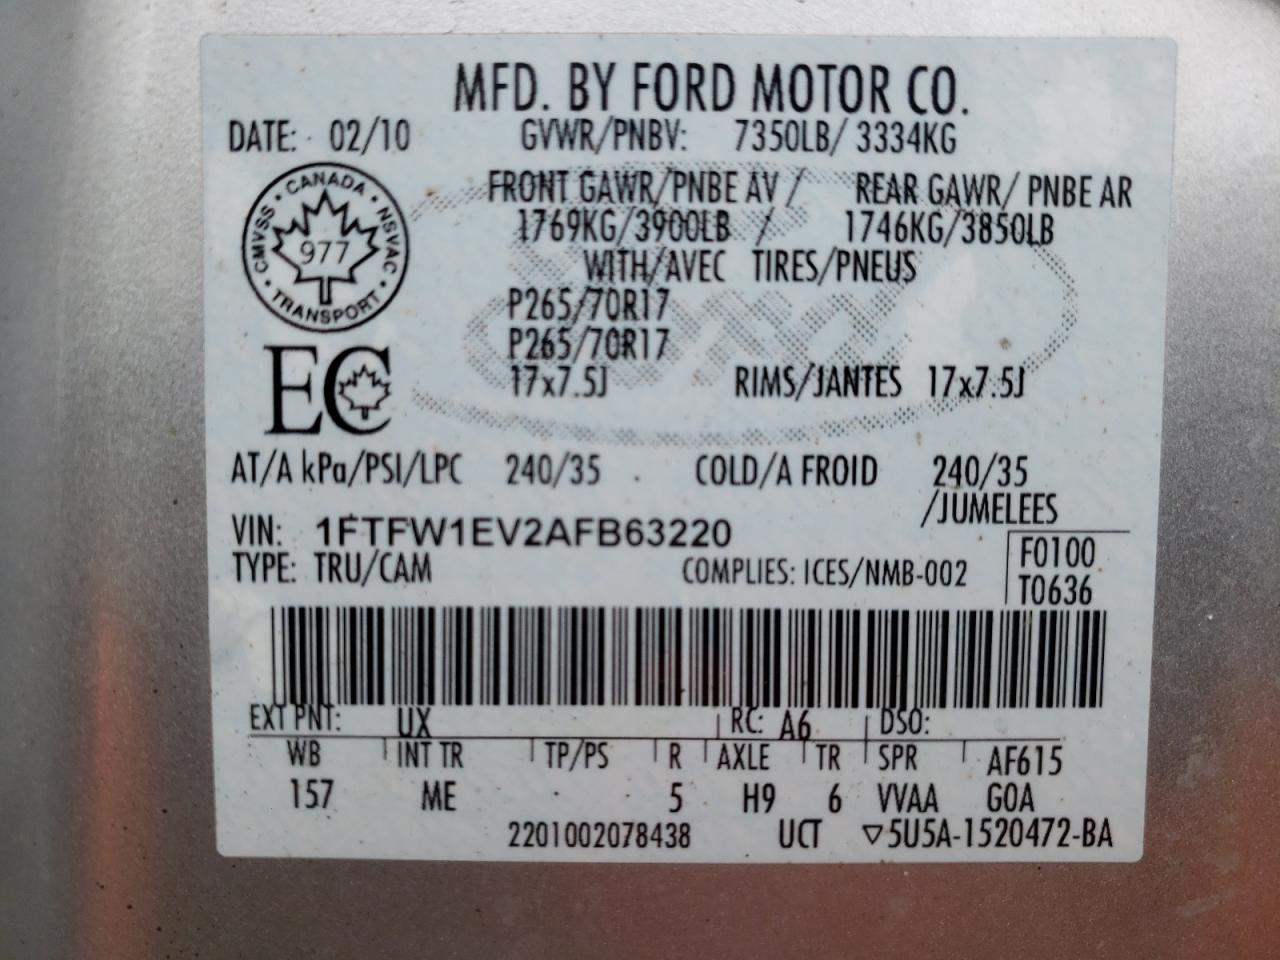 MFD. BY FORD MOTOR CO.
DATE: 02/10 GVWR/PNBV: 7350LB/ 3334KG
CANADA
CMVSS NSVAC
977
TRANSPORT
FRONT GAWR/PNBE AV / REAR GAWR/ PNBE AR
1769KG/3900LB / 1746KG/3850LB
WITH/AVEC TIRES/PNEUS
P265/70R17
P265/70R17
EC
17x7.5J RIMS/JANTES 17x7.5J
AT/A kPa/PSI/LPC 240/35 COLD/A FROID 240/35
/JUMELEES
VIN: 1FTFW1EV2AFB63220
F0100
TYPE: TRU/CAM COMPLIES: ICES/NMB-002
T0636
EXT PNT: UX RC: A6 DSO:
WB INT TR TP/PS R AXLE TR SPR AF615
157 ME 5 H9 6 VVAA GOA
2201002078438 UCT ▽5U5A-1520472-BA